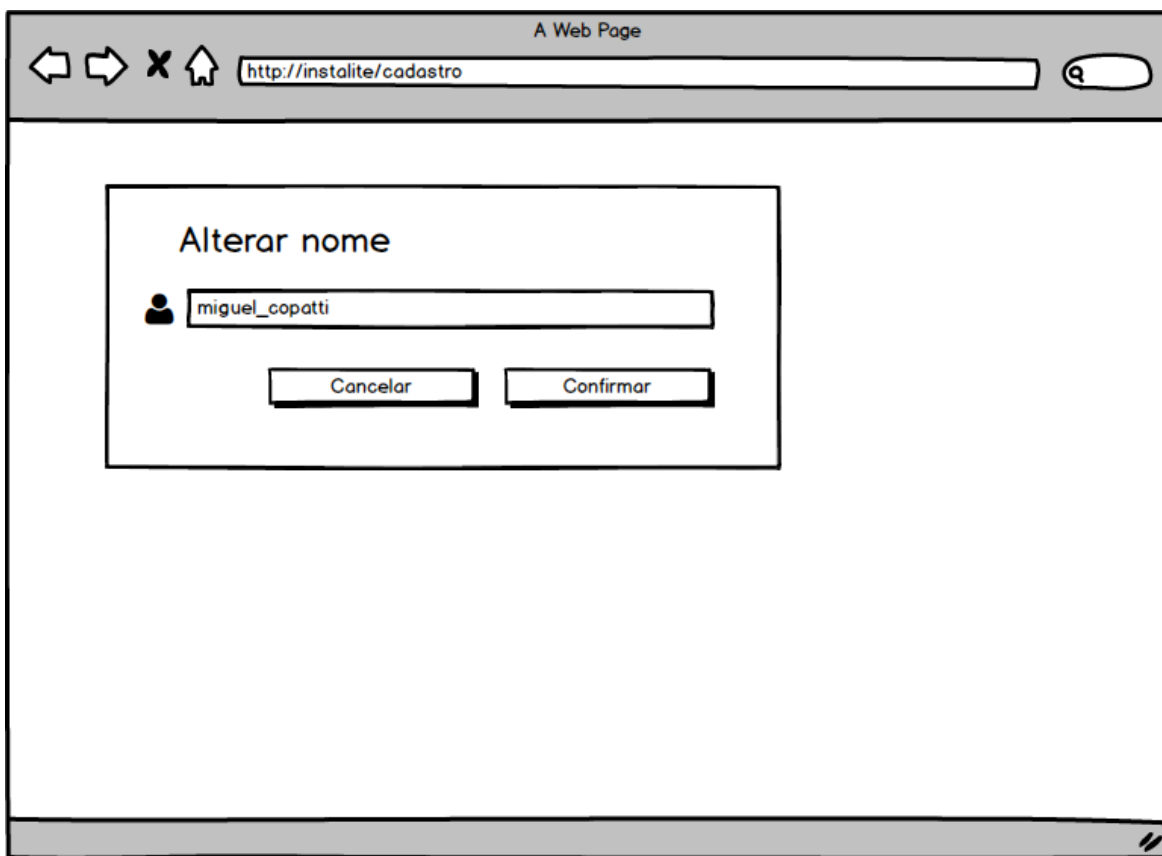 A Web Page
http://instalite/cadastro
Alterar nome
miguel_copatti
Cancelar Confirmar